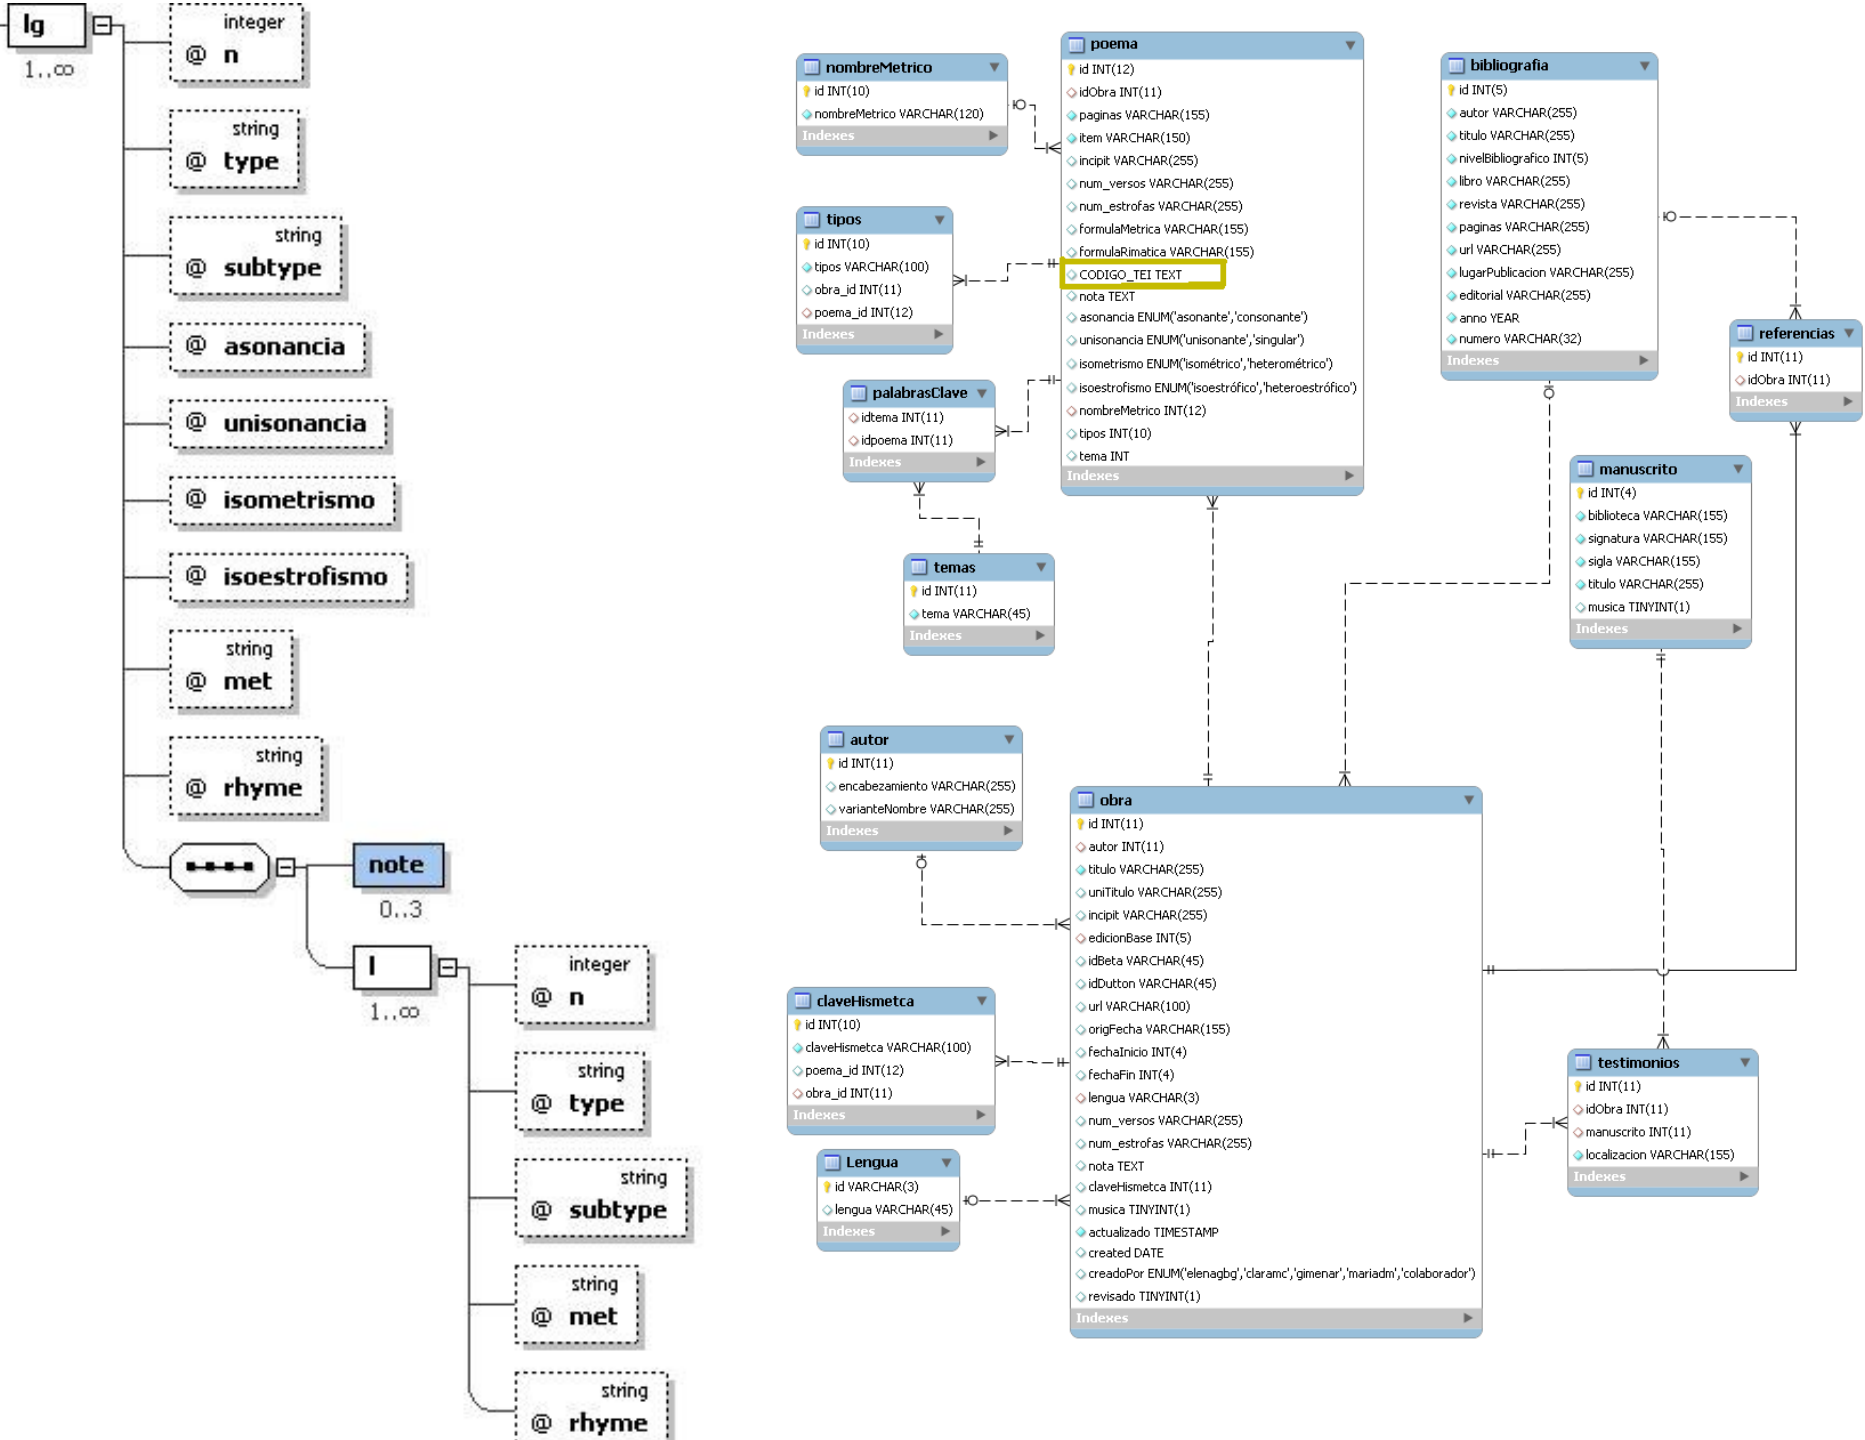 lg
1..∞
integer
@ n
string
@ type
string
@ subtype
@ asonancia
@ unisonancia
@ isometrismo
@ isoestrofismo
string
@ met
string
@ rhyme
note
0..3
l
1..∞
integer
@ n
string
@ type
string
@ subtype
string
@ met
string
@ rhyme
nombreMetrico
id INT(10)
nombreMetrico VARCHAR(120)
Indexes
tipos
id INT(10)
tipos VARCHAR(100)
obra_id INT(11)
poema_id INT(12)
Indexes
palabrasClave
idtema INT(11)
idpoema INT(11)
Indexes
temas
id INT(11)
tema VARCHAR(45)
Indexes
poema
id INT(12)
idObra INT(11)
paginas VARCHAR(155)
item VARCHAR(150)
incipit VARCHAR(255)
num_versos VARCHAR(255)
num_estrofas VARCHAR(255)
formulaMetrica VARCHAR(155)
formulaRimatica VARCHAR(155)
CODIGO_TEI TEXT
nota TEXT
asonancia ENUM('asonante','consonante')
unisonancia ENUM('unisonante','singular')
isometrismo ENUM('isométrico','heterométrico')
isoestrofismo ENUM('isoestrófico','heteroestrófico')
nombreMetrico INT(12)
tipos INT(10)
tema INT
Indexes
bibliografia
id INT(5)
autor VARCHAR(255)
titulo VARCHAR(255)
nivelBibliografico INT(5)
libro VARCHAR(255)
revista VARCHAR(255)
paginas VARCHAR(255)
url VARCHAR(255)
lugarPublicacion VARCHAR(255)
editorial VARCHAR(255)
anno YEAR
numero VARCHAR(32)
Indexes
referencias
id INT(11)
idObra INT(11)
Indexes
manuscrito
id INT(4)
biblioteca VARCHAR(155)
signatura VARCHAR(155)
sigla VARCHAR(155)
titulo VARCHAR(255)
musica TINYINT(1)
Indexes
autor
id INT(11)
encabezamiento VARCHAR(255)
varianteNombre VARCHAR(255)
Indexes
claveHismetca
id INT(10)
claveHismetca VARCHAR(100)
poema_id INT(12)
obra_id INT(11)
Indexes
Lengua
id VARCHAR(3)
lengua VARCHAR(45)
Indexes
obra
id INT(11)
autor INT(11)
titulo VARCHAR(255)
uniTitulo VARCHAR(255)
incipit VARCHAR(255)
edicionBase INT(5)
idBeta VARCHAR(45)
idDutton VARCHAR(45)
url VARCHAR(100)
origFecha VARCHAR(155)
fechaInicio INT(4)
fechaFin INT(4)
lengua VARCHAR(3)
num_versos VARCHAR(255)
num_estrofas VARCHAR(255)
nota TEXT
claveHismetca INT(11)
musica TINYINT(1)
actualizado TIMESTAMP
created DATE
creadoPor ENUM('elenagbg','claramc','gimenar','mariadm','colaborador')
revisado TINYINT(1)
Indexes
testimonios
id INT(11)
idObra INT(11)
manuscrito INT(11)
localizacion VARCHAR(155)
Indexes